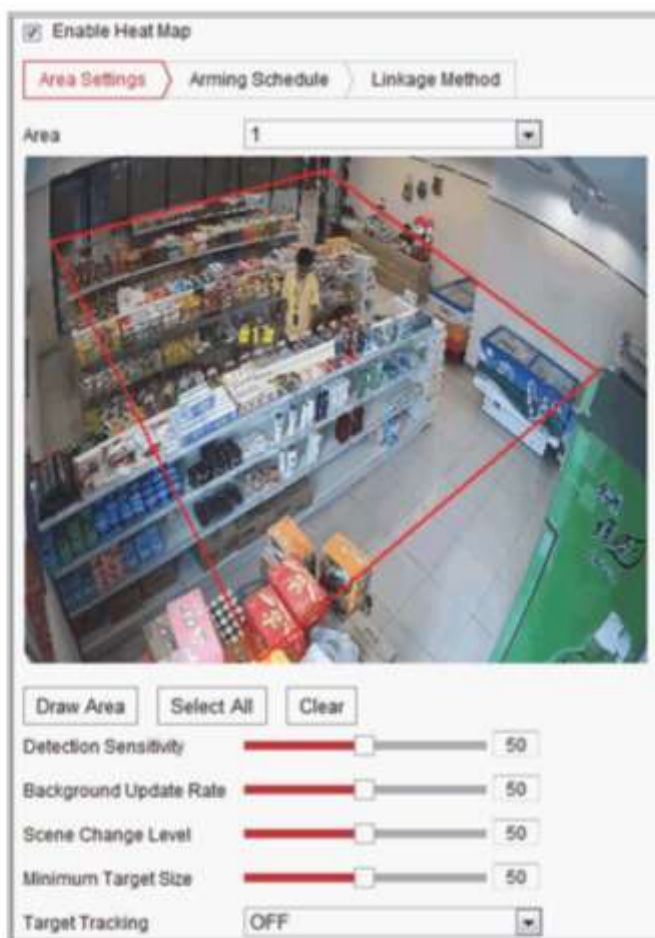 Enable Heat Map
Area Settings Arming Schedule Linkage Method
Area 1
Draw Area Select All Clear
Detection Sensitivity 50
Background Update Rate 50
Scene Change Level 50
Minimum Target Size 50
Target Tracking OFF